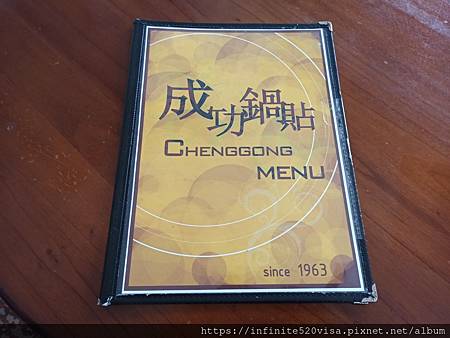 成功鍋貼
CHENGGONG
MENU
since 1963
https://infinite520visa.pixnet.net/album